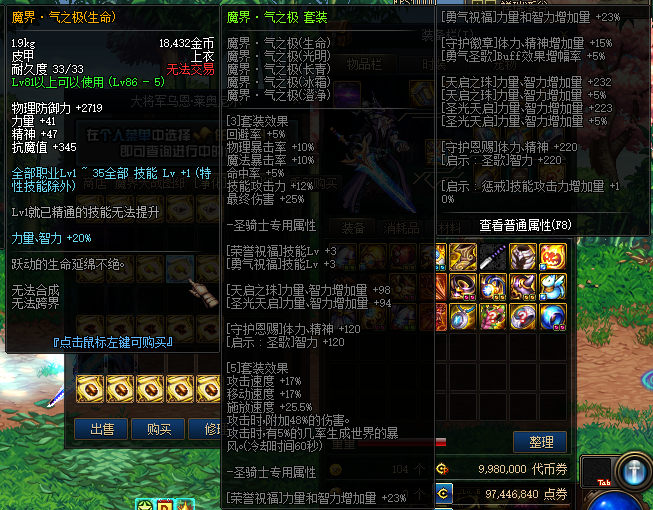 魔界·气之极(生命)
1.9kg 18,432金币
皮甲 上衣
耐久度 33/33 无法交易
Lv81以上可以使用 (Lv86 - 5)
物理防御力 +2719
力量 +41
精神 +47
抗魔值 +345
全部职业Lv1 ~ 35全部 技能 Lv +1 (特
性技能除外)
Lv1就已精通的技能无法提升
力量、智力 +20%
跃动的生命延绵不绝。
无法合成
无法跨界
『点击鼠标左键可购买』
出售
购买
魔界·气之极 套装
魔界·气之极(生命)
魔界·气之极(光明)
魔界·气之极(长青)
魔界·气之极(冰霜)
魔界·气之极(澄净)
[3]套装效果
回避率 +5%
物理暴击率 +10%
魔法暴击率 +10%
命中率 +5%
技能攻击力 +12%
最终伤害 +25%
-圣骑士专用属性
[荣誉祝福]技能Lv +3
[勇气祝福]技能Lv +3
[天启之珠]力量、智力增加量 +98
[圣光天启]力量、智力增加量 +94
[守护恩赐]体力、精神 +120
[启示：圣歌]智力 +120
[5]套装效果
攻击速度 +17%
移动速度 +17%
施放速度 +25.5%
攻击时,附加48%的伤害。
攻击时,有5%的几率生成世界的暴
风。(冷却时间60秒)
-圣骑士专用属性
[荣誉祝福]力量和智力增加量 +23%
[勇气祝福]力量和智力增加量 +23%
[守护徽章]体力、精神增加量 +15%
[勇气圣歌]Buff效果增幅率 +5%
[天启之珠]力量、智力增加量 +232
[天启之珠]力量、智力增加量 +5%
[圣光天启]力量、智力增加量 +223
[圣光天启]力量、智力增加量 +5%
[守护恩赐]体力、精神 +220
[启示：圣歌]智力 +220
[启示：惩戒]技能攻击力增加量 +1
0%
查看普通属性(F8)
整理
104 个
9,980,000 代币券
97,446,840 点券
Tab